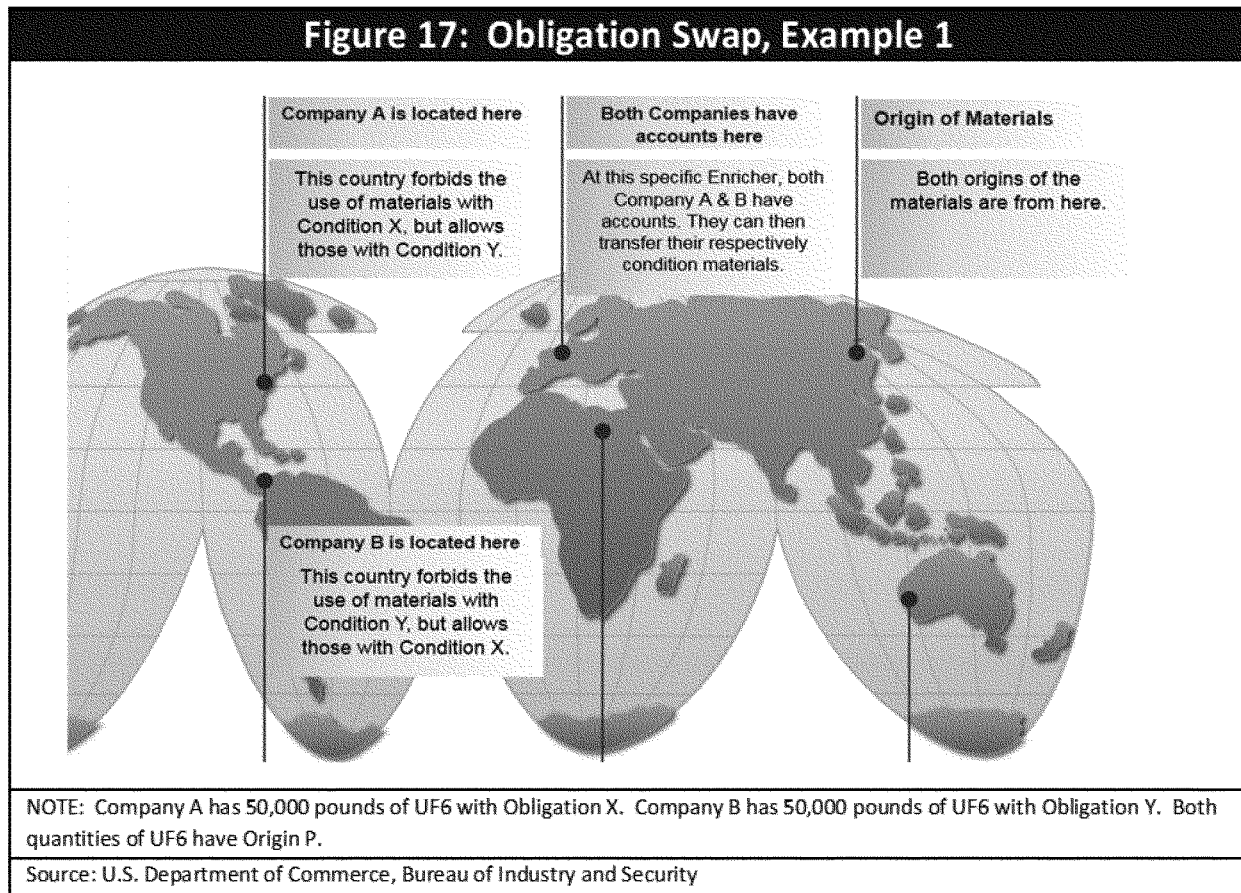 Figure 17: Obligation Swap, Example 1
Company A is located here
This country forbids the
use of materials with
Condition X, but allows
those with Condition Y.
Both Companies have
accounts here
At this specific Enricher, both
Company A & B have
accounts. They can then
transfer their respectively
condition materials.
Origin of Materials
Both origins of the
materials are from here.
Company B is located here
This country forbids the
use of materials with
Condition Y, but allows
those with Condition X.
NOTE: Company A has 50,000 pounds of UF6 with Obligation X. Company B has 50,000 pounds of UF6 with Obligation Y. Both
quantities of UF6 have Origin P.
Source: U.S. Department of Commerce, Bureau of Industry and Security